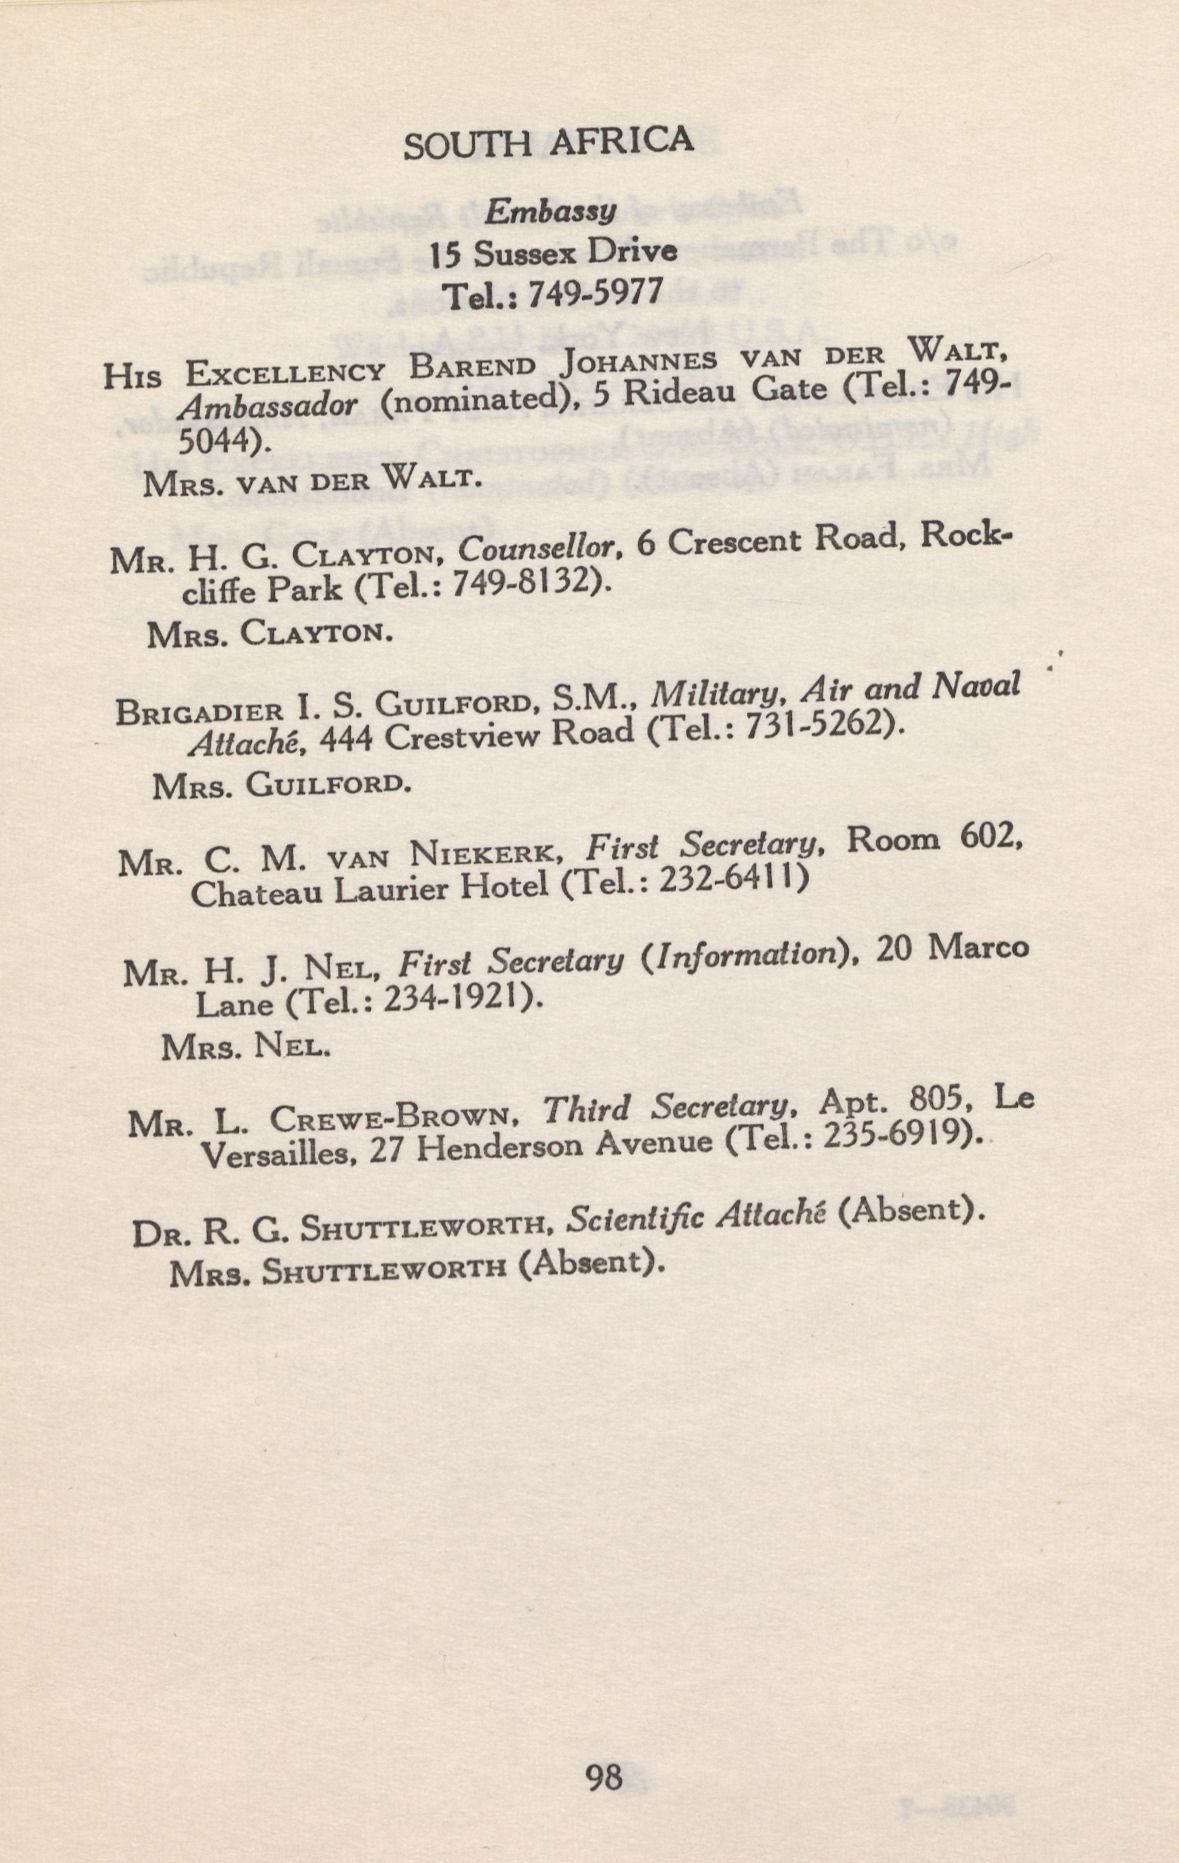 SOUTH AFRICA
Embassy
15 Sussex Drive
Tel.: 749-5977
HIS EXCELLENCY BAREND JOHANNES VAN DER WALT,
Ambassador (nominated), 5 Rideau Gate (Tel.: 749-
5044).
MRS. VAN DER WALT.
MR. H. G. CLAYTON, Counsellor, 6 Crescent Road, Rock-
cliffe Park (Tel.: 749-8132).
MRS. CLAYTON.
BRIGADIER I. S. GUILFORD, S.M., Military, Air and Naval
Attaché, 444 Crestview Road (Tel.: 731-5262).
MRS. GUILFORD.
MR. C. M. VAN NIEKERK, First Secretary, Room 602,
Chateau Laurier Hotel (Tel.: 232-6411)
MR. H. J. NEL, First Secretary (Information), 20 Marco
Lane (Tel.: 234-1921).
MRS. NEL.
MR. L. CREWE-BROWN, Third Secretary, Apt. 805, Le
Versailles, 27 Henderson Avenue (Tel.: 235-6919).
DR. R. G. SHUTTLEWORTH, Scientific Attaché (Absent).
MRS. SHUTTLEWORTH (Absent).
98